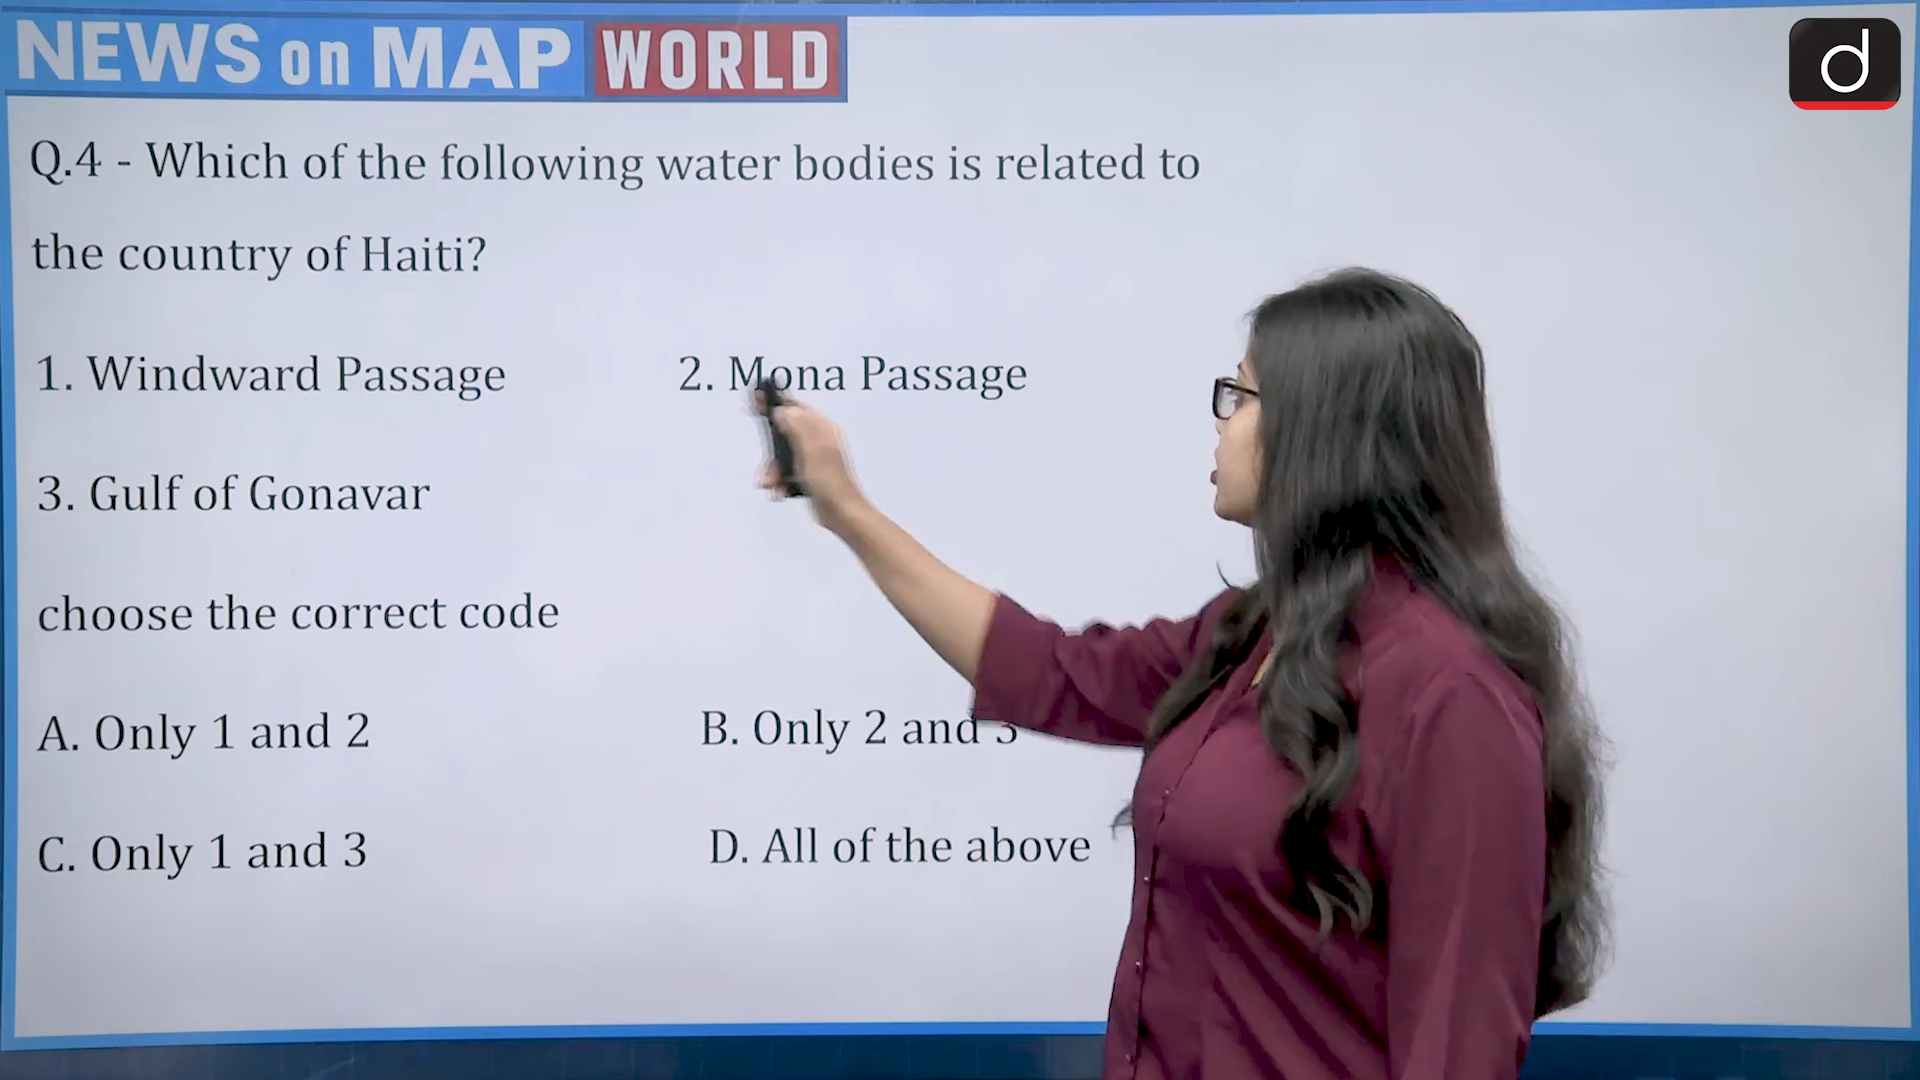 NEWS on MAP WORLD
d
Q.4 - Which of the following water bodies is related to
the country of Haiti?
1. Windward Passage 2. Mona Passage
3. Gulf of Gonavar
choose the correct code
A. Only 1 and 2 B. Only 2 and 3
C. Only 1 and 3 D. All of the above